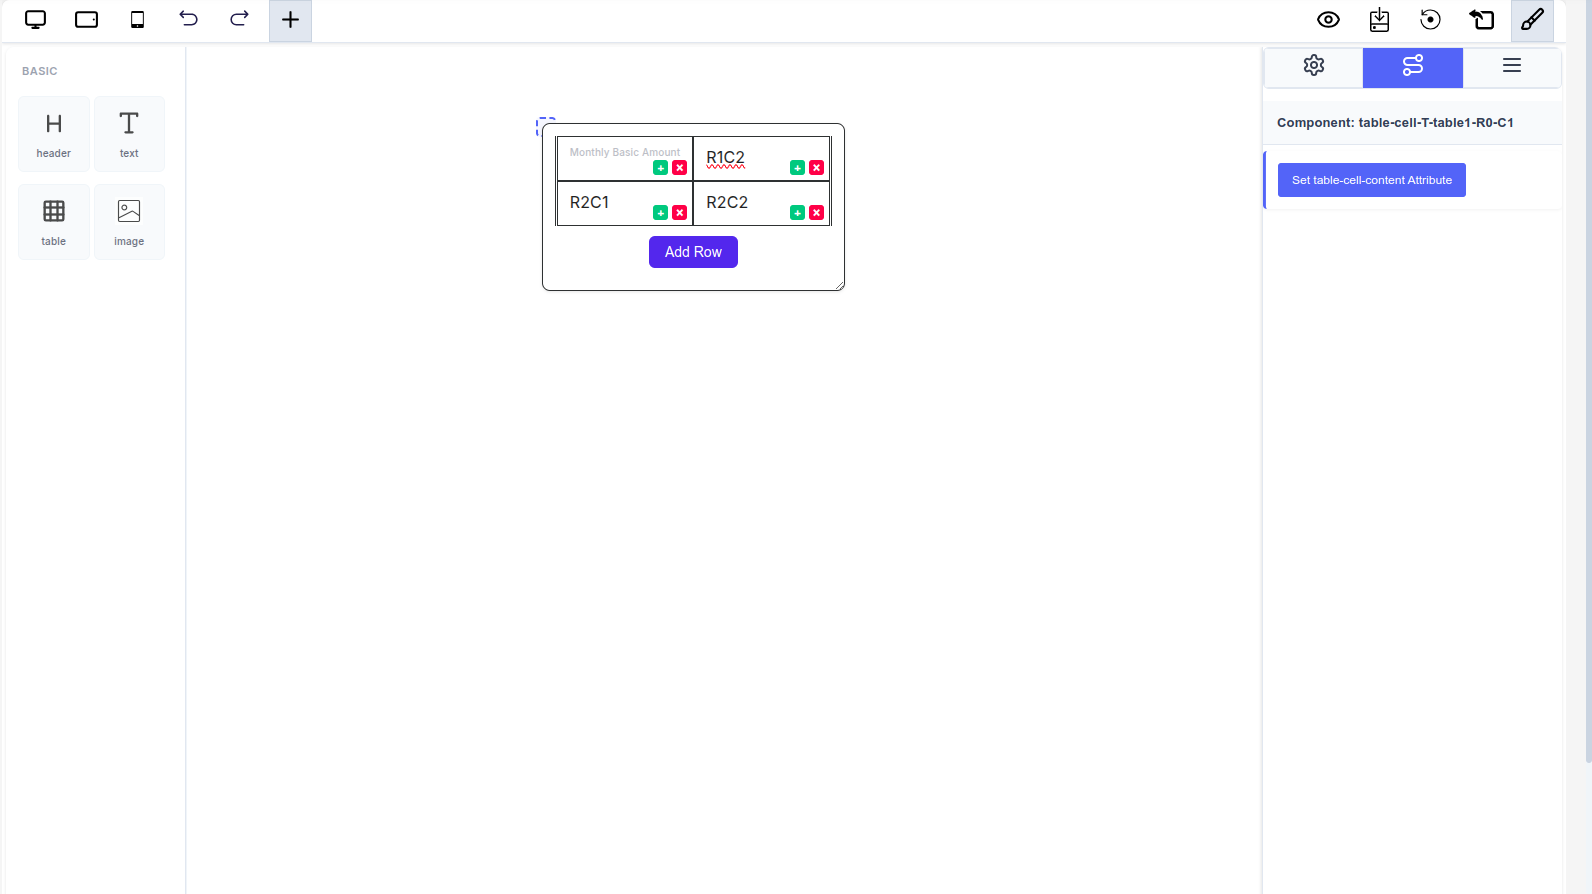 BASIC
header
text
table
image
Monthly Basic Amount
R1C2
R2C1
R2C2
Add Row
Component: table-cell-T-table1-R0-C1
Set table-cell-content Attribute